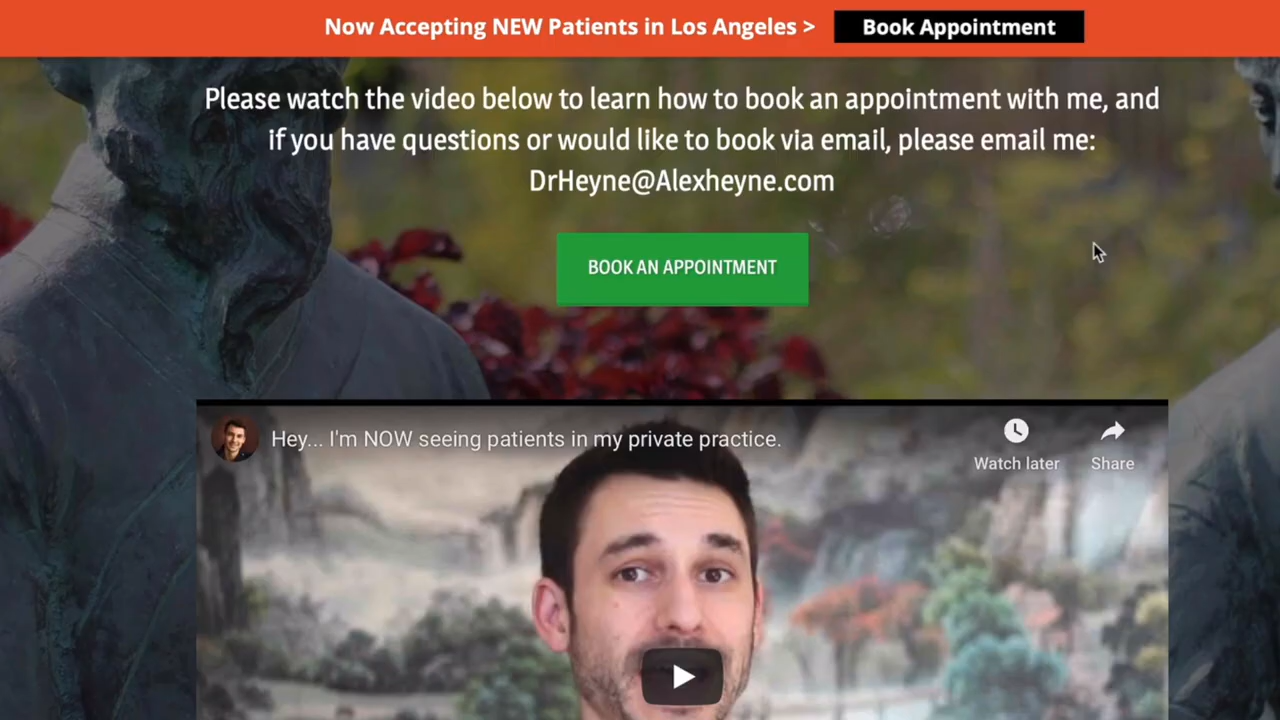 Now Accepting NEW Patients in Los Angeles > Book Appointment
Please watch the video below to learn how to book an appointment with me, and
if you have questions or would like to book via email, please email me:
DrHeyne@Alexheyne.com
BOOK AN APPOINTMENT
Hey... I'm NOW seeing patients in my private practice.
Watch later Share